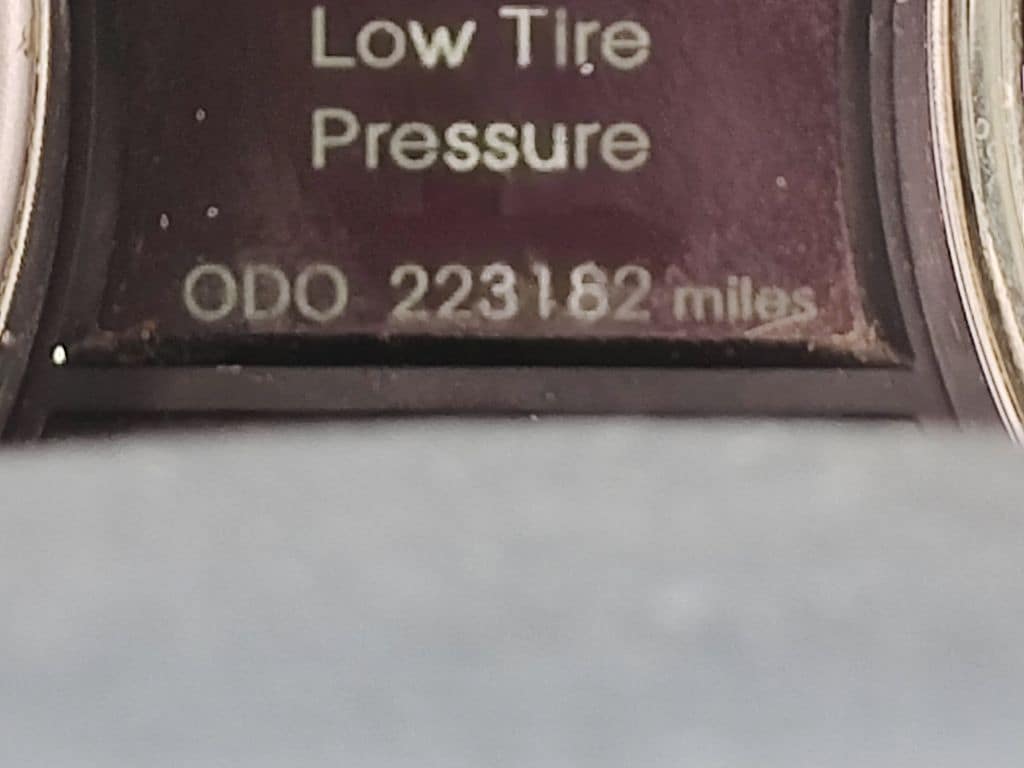 Low Tire
Pressure
ODO 223182 miles